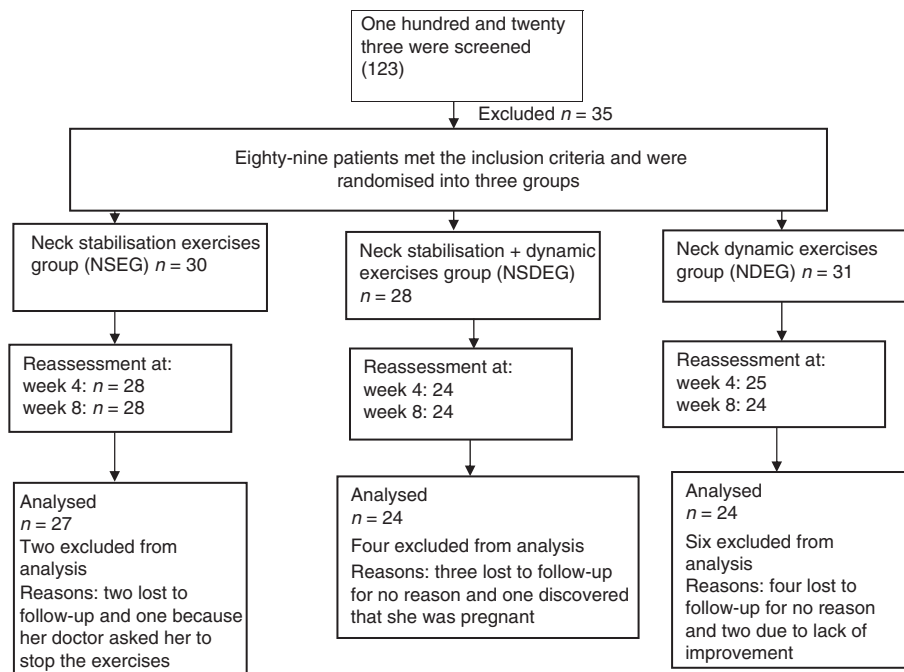 One hundred and twenty
three were screened
(123)
Excluded n = 35
Eighty-nine patients met the inclusion criteria and were
randomised into three groups
Neck stabilisation exercises
group (NSEG) n = 30
Neck stabilisation + dynamic
exercises group (NSDEG)
n = 28
Neck dynamic exercises
group (NDEG) n = 31
Reassessment at:
week 4: n = 28
week 8: n = 28
Reassessment at:
week 4: 24
week 8: 24
Reassessment at:
week 4: 25
week 8: 24
Analysed
n = 27
Two excluded from
analysis
Reasons: two lost to
follow-up and one because
her doctor asked her to
stop the exercises
Analysed
n = 24
Four excluded from analysis
Reasons: three lost to follow-up
for no reason and one discovered
that she was pregnant
Analysed
n = 24
Six excluded from
analysis
Reasons: four lost to
follow-up for no reason
and two due to lack of
improvement